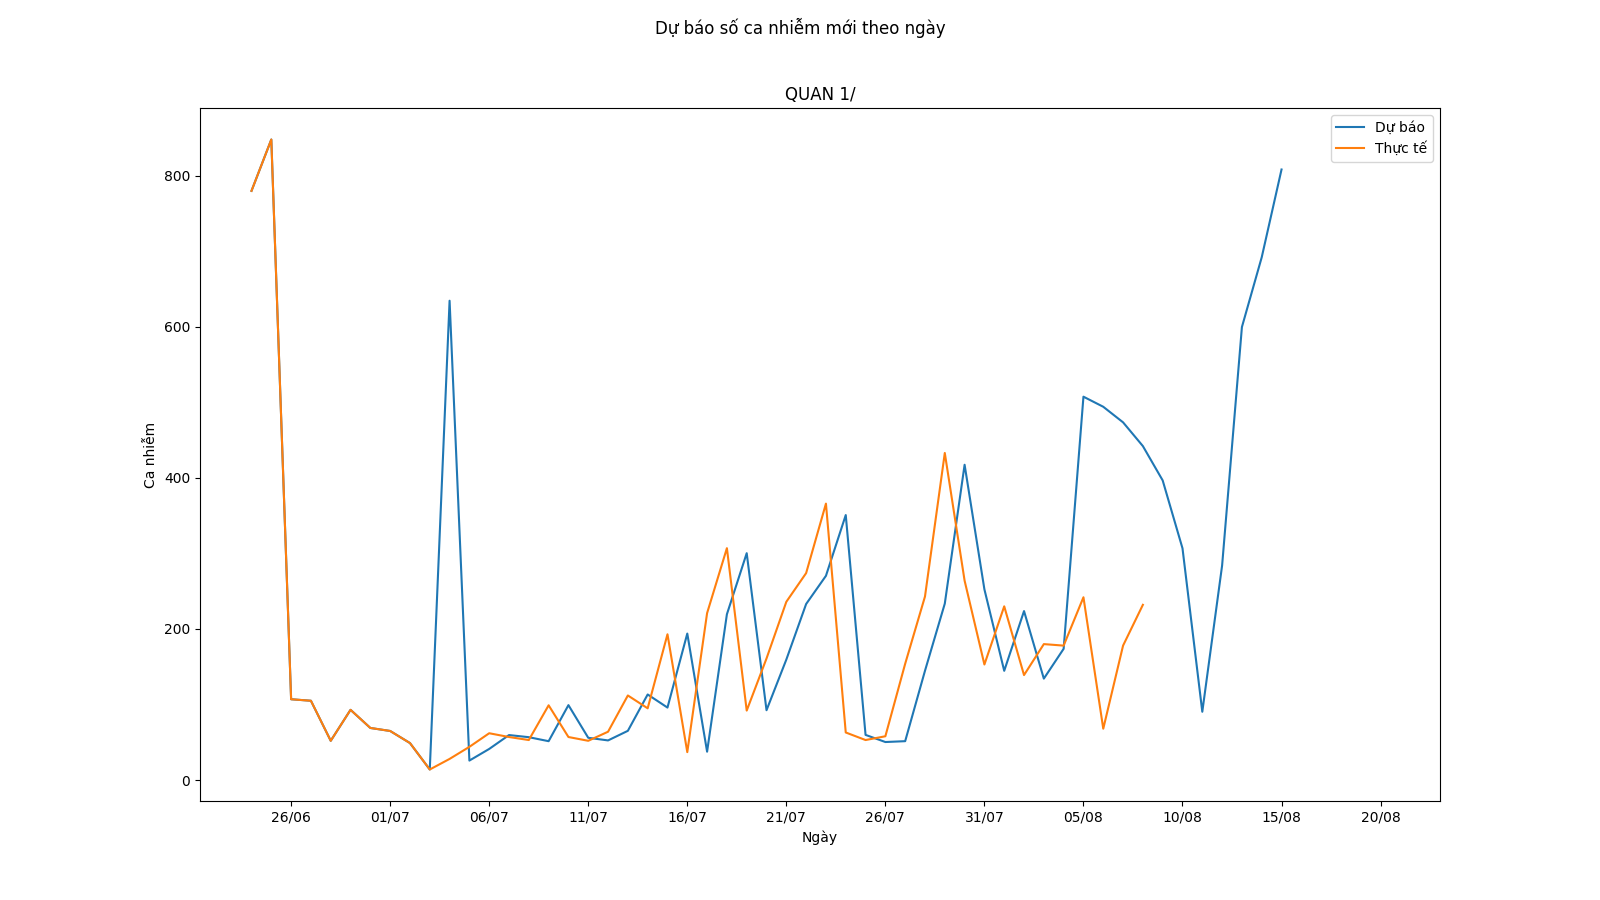 Dự báo số ca nhiễm mới theo ngày
QUAN 1/
Dự báo
Thực tế
800
600
400
200
0
Ca nhiễm
26/06 01/07 06/07 11/07 16/07 21/07 26/07 31/07 05/08 10/08 15/08 20/08
Ngày